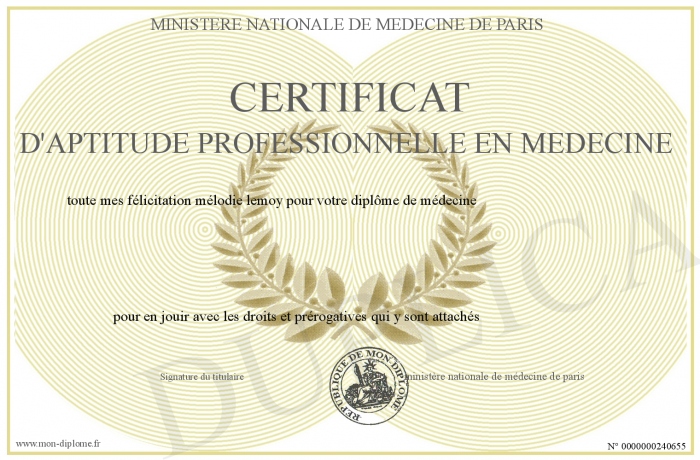 MINISTERE NATIONALE DE MEDECINE DE PARIS
CERTIFICAT
D'APTITUDE PROFESSIONNELLE EN MEDECINE
toute mes félicitation mélodie lemoy pour votre diplôme de médecine
pour en jouir avec les droits et prérogatives qui y sont attachés
Signature du titulaire
ministère nationale de médecine de paris
REPUBLIQUE DE MON-DIPLOME
DUPLICATA
www.mon-diplome.fr
N° 0000000240655